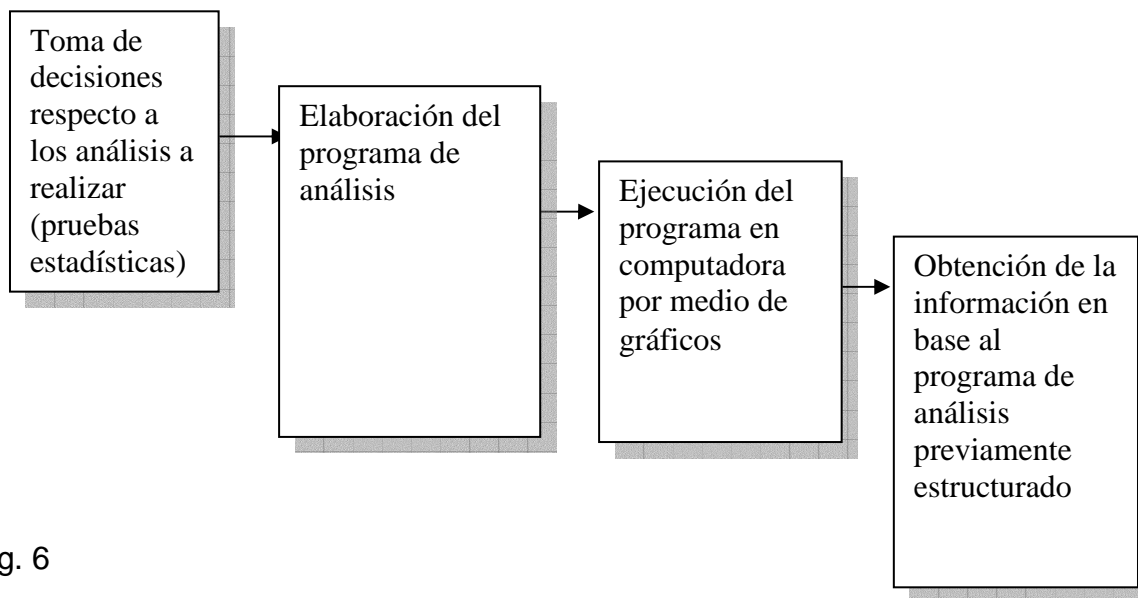 Toma de
decisiones
respecto a
los análisis a
realizar
(pruebas
estadísticas)
Elaboración del
programa de
análisis
Ejecución del
programa en
computadora
por medio de
gráficos
Obtención de la
información en
base al
programa de
análisis
previamente
estructurado
g. 6